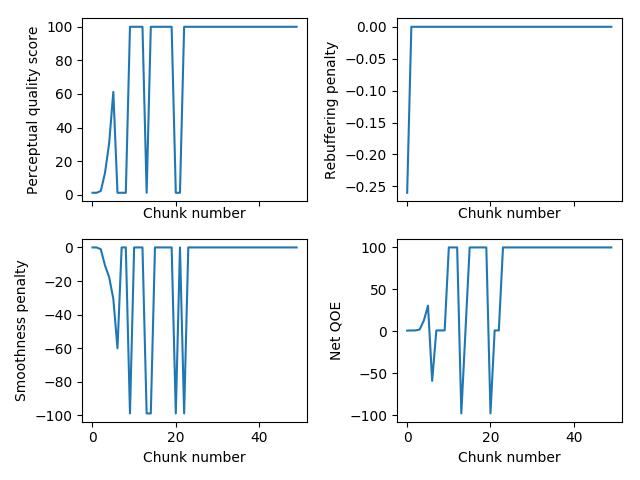 100
80
60
40
20
0
Perceptual quality score
Chunk number
0.00
−0.05
−0.10
−0.15
−0.20
−0.25
Rebuffering penalty
Chunk number
0
−20
−40
−60
−80
−100
Smoothness penalty
0 20 40
Chunk number
100
50
0
−50
−100
Net QOE
0 20 40
Chunk number